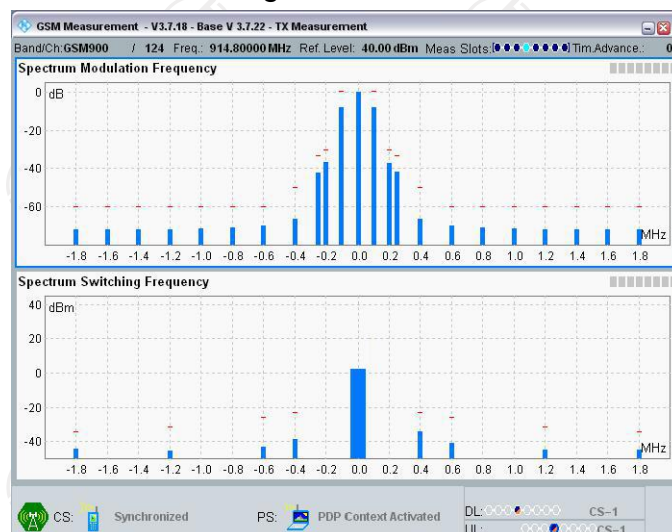 GSM Measurement - V3.7.18 - Base V 3.7.22 - TX Measurement
Band/Ch:GSM900 / 124 Freq.: 914.80000 MHz Ref. Level: 40.00 dBm Meas Slots: Tim.Advance.: 0
Spectrum Modulation Frequency
0 dB
-20
-40
-60
MHz
-1.8 -1.6 -1.4 -1.2 -1.0 -0.8 -0.6 -0.4 -0.2 0.0 0.2 0.4 0.6 0.8 1.0 1.2 1.4 1.6 1.8
Spectrum Switching Frequency
40 dBm
20
0
-20
-40
MHz
-1.8 -1.6 -1.4 -1.2 -1.0 -0.8 -0.6 -0.4 -0.2 0.0 0.2 0.4 0.6 0.8 1.0 1.2 1.4 1.6 1.8
CS: Synchronized PS: PDP Context Activated DL: CS-1
UL: CS-1